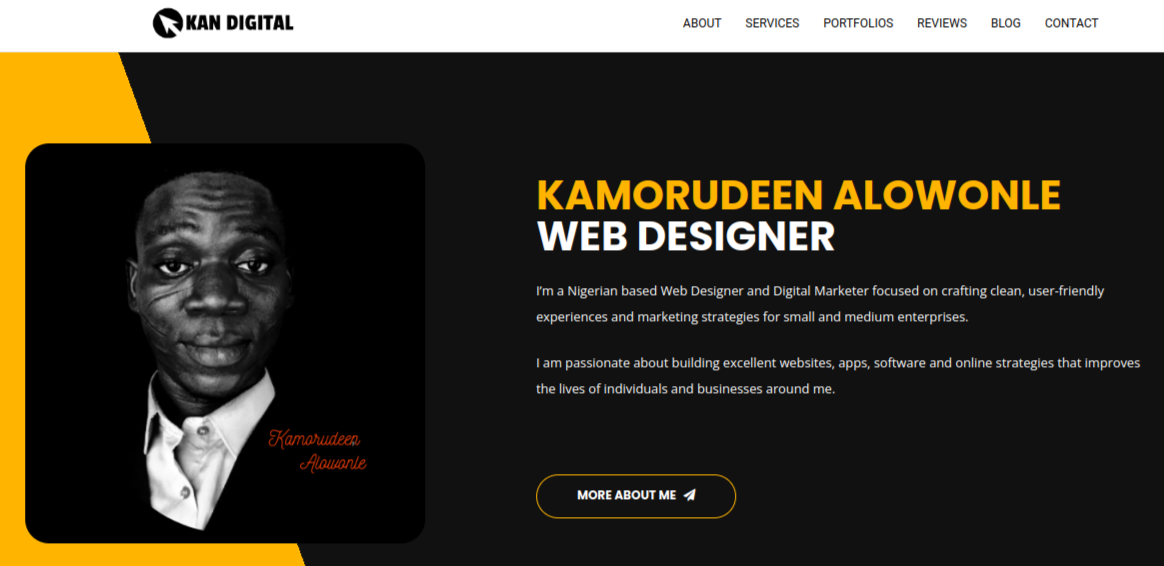 KAN DIGITAL
ABOUT SERVICES PORTFOLIOS REVIEWS BLOG CONTACT
KAMORUDEEN ALOWONLE
WEB DESIGNER
I'm a Nigerian based Web Designer and Digital Marketer focused on crafting clean, user-friendly
experiences and marketing strategies for small and medium enterprises.
I am passionate about building excellent websites, apps, software and online strategies that improves
the lives of individuals and businesses around me.
Kamorudeen
Alowonle
MORE ABOUT ME